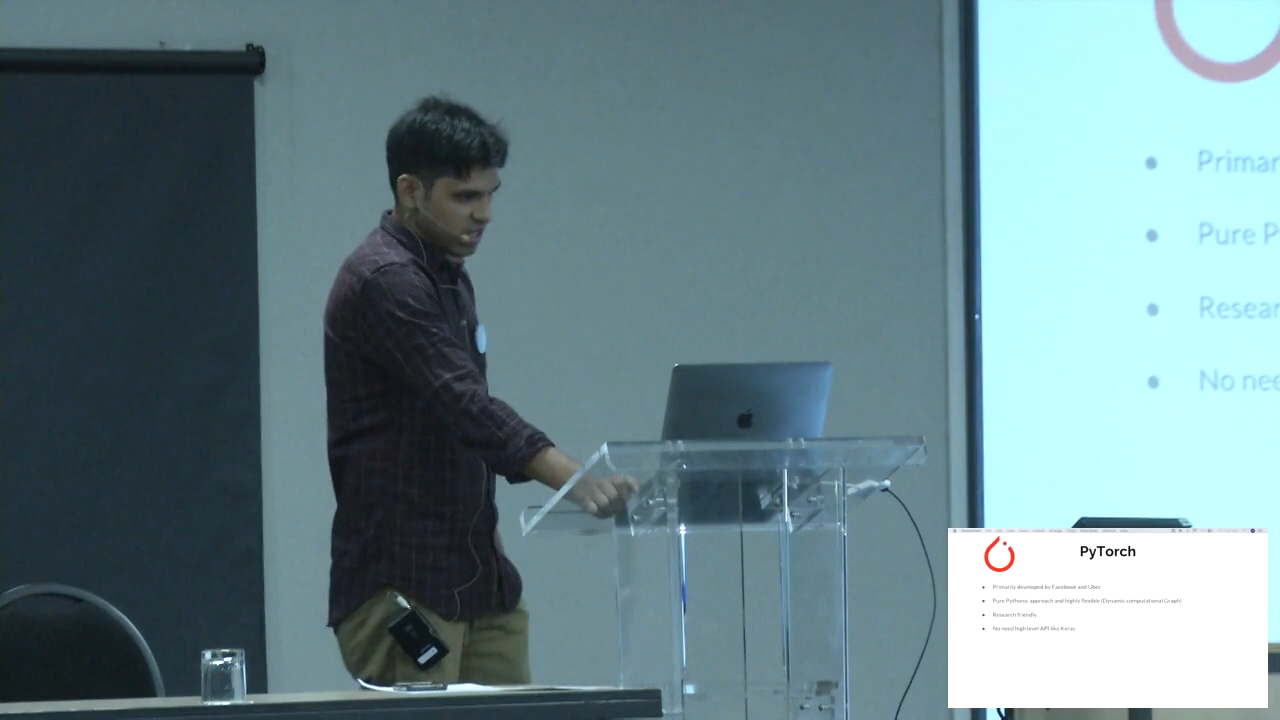 Primar
Pure P
Resear
No nee
PyTorch
Primarily developed by Facebook and Uber
Pure Pythonic approach and highly flexible (Dynamic computational Graph)
Research friendly
No need high level API like Keras